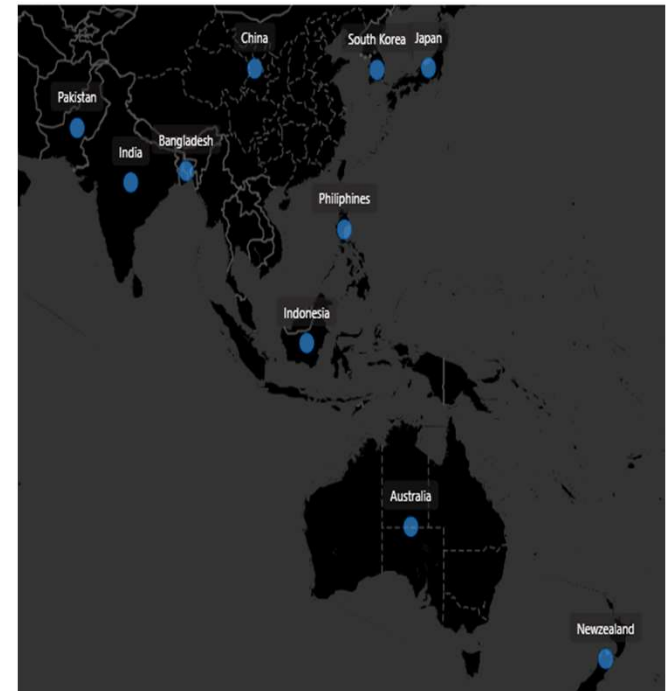 China
South Korea
Japan
Pakistan
Bangladesh
India
Philiphines
Indonesia
Australia
Newzealand